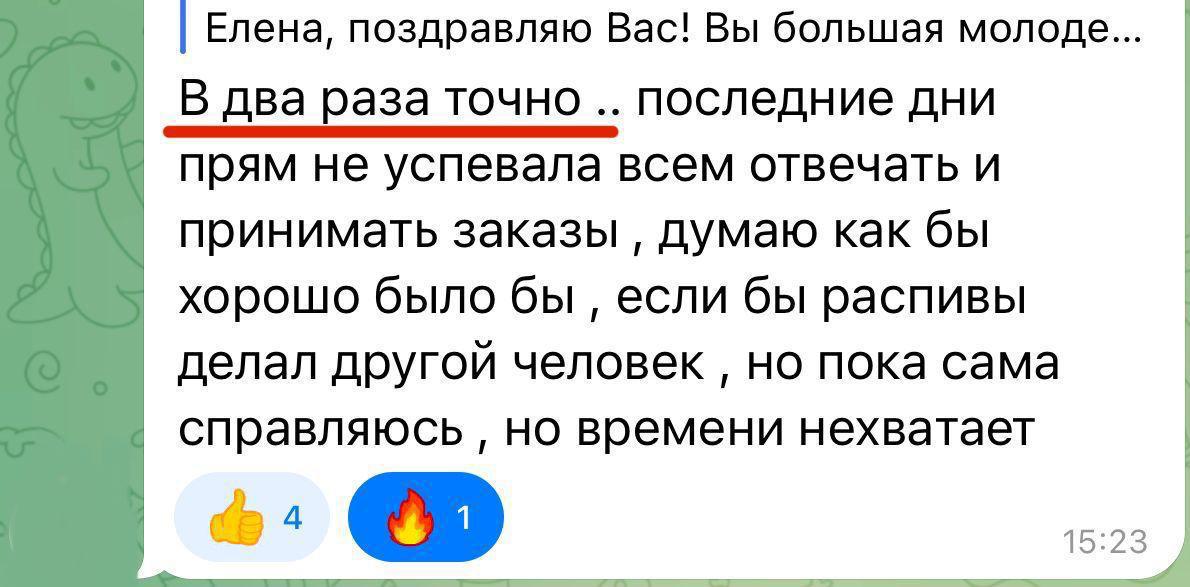 Елена, поздравляю Вас! Вы большая молоде...
В два раза точно .. последние дни
прям не успевала всем отвечать и
принимать заказы , думаю как бы
хорошо было бы , если бы распивы
делал другой человек , но пока сама
справляюсь , но времени нехватает
👍 4 🔥 1
15:23